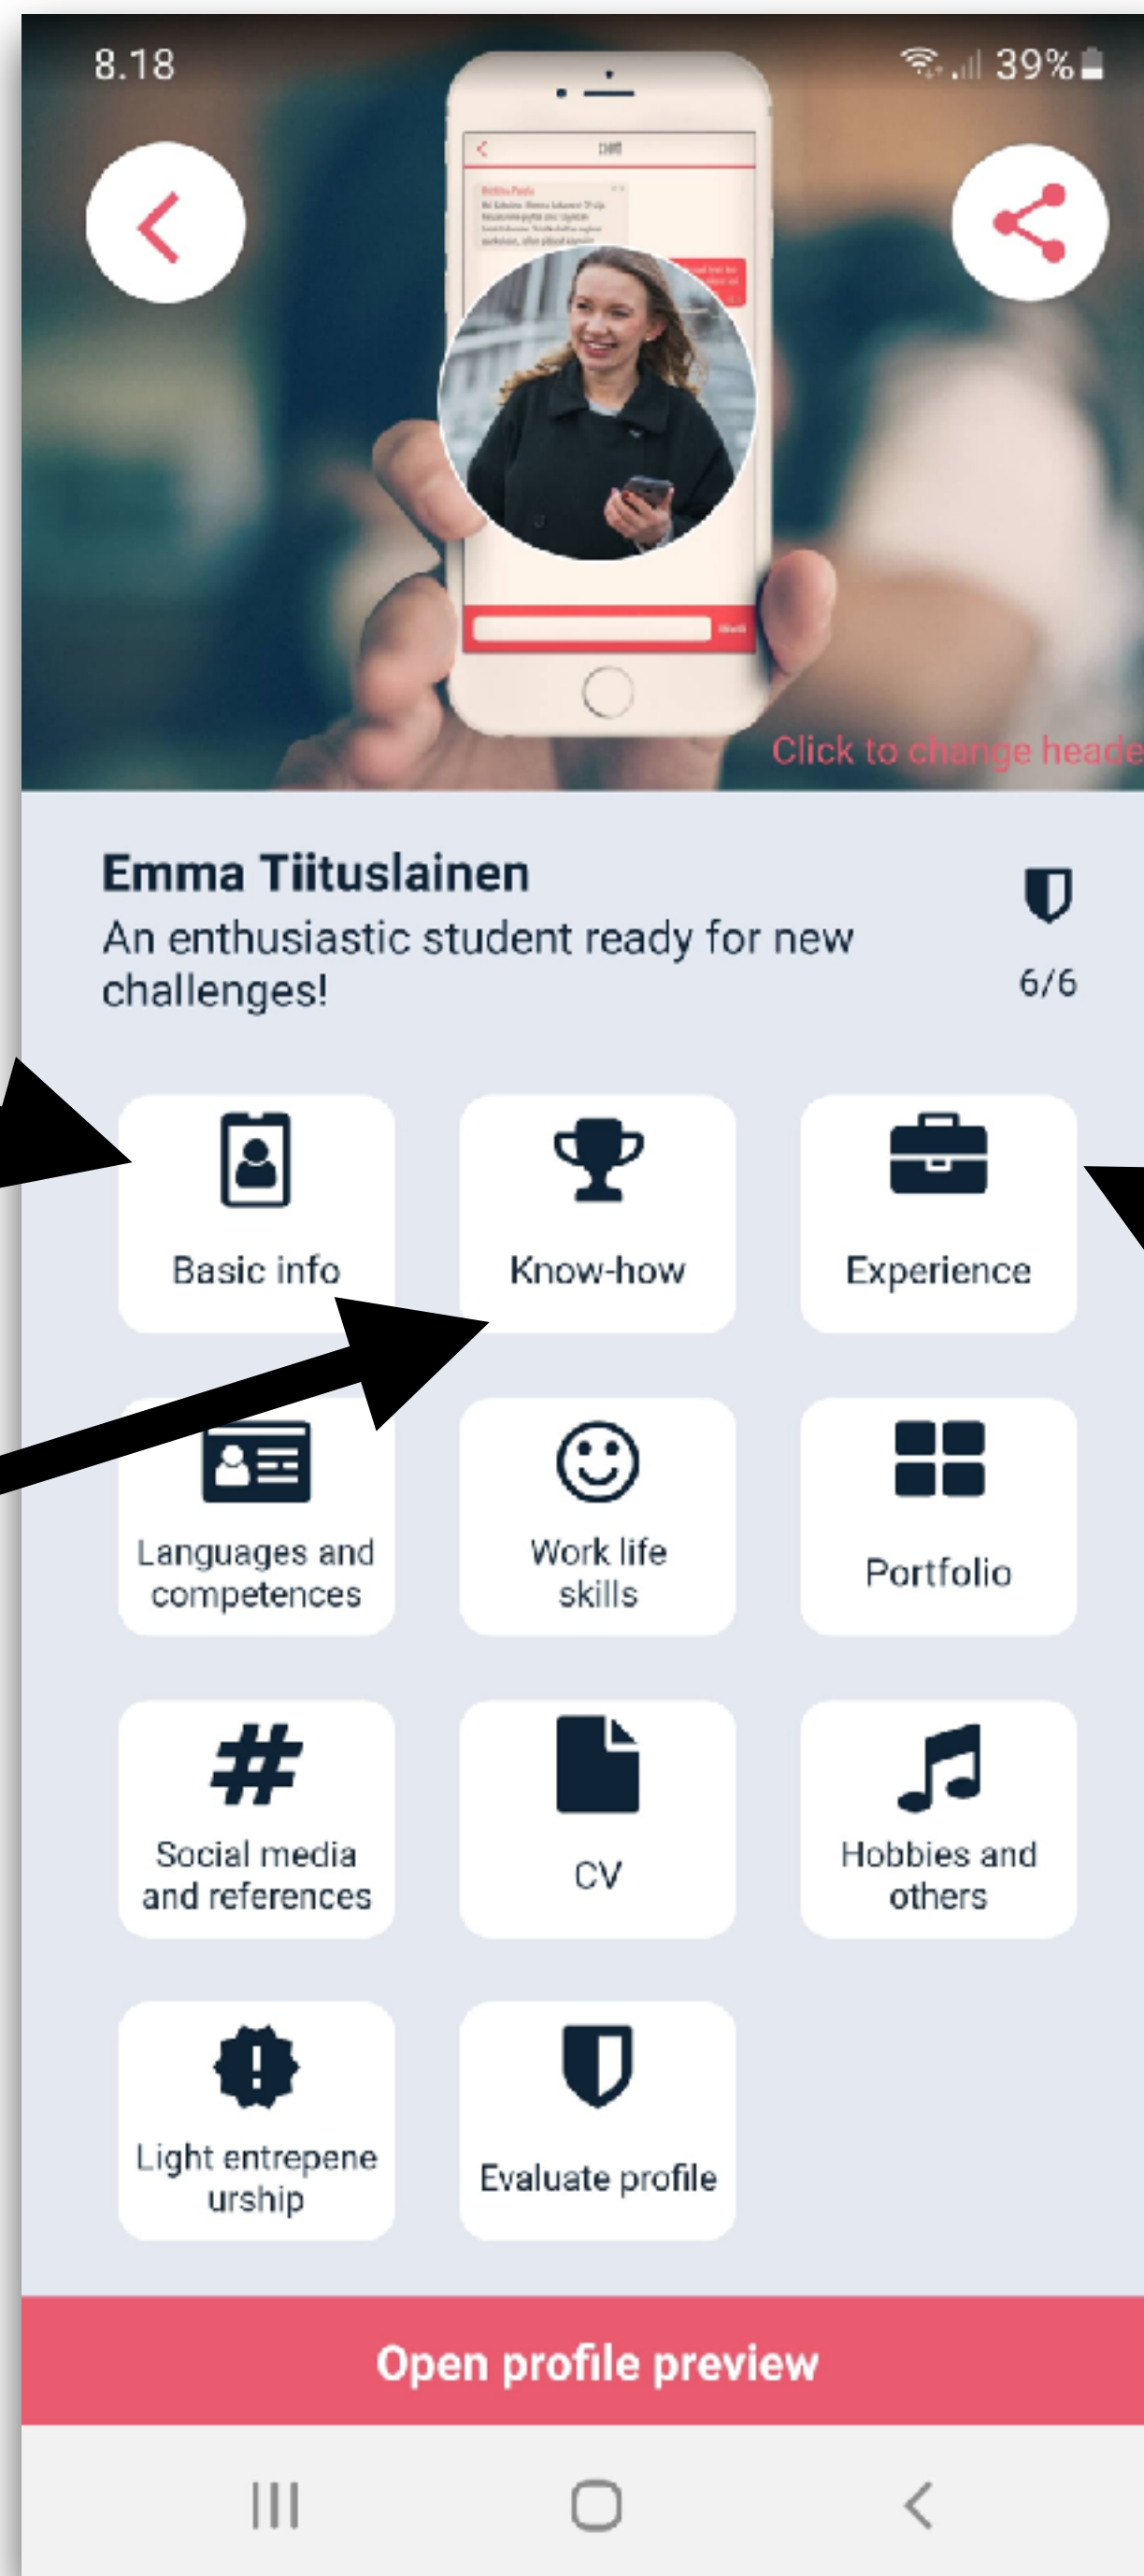 8.18
39%
Click to change heade
Emma Tiituslainen
An enthusiastic student ready for new
challenges!
6/6
Basic info
Know-how
Experience
Languages and
competences
Work life
skills
Portfolio
Social media
and references
CV
Hobbies and
others
Light entrepene
urship
Evaluate profile
Open profile preview